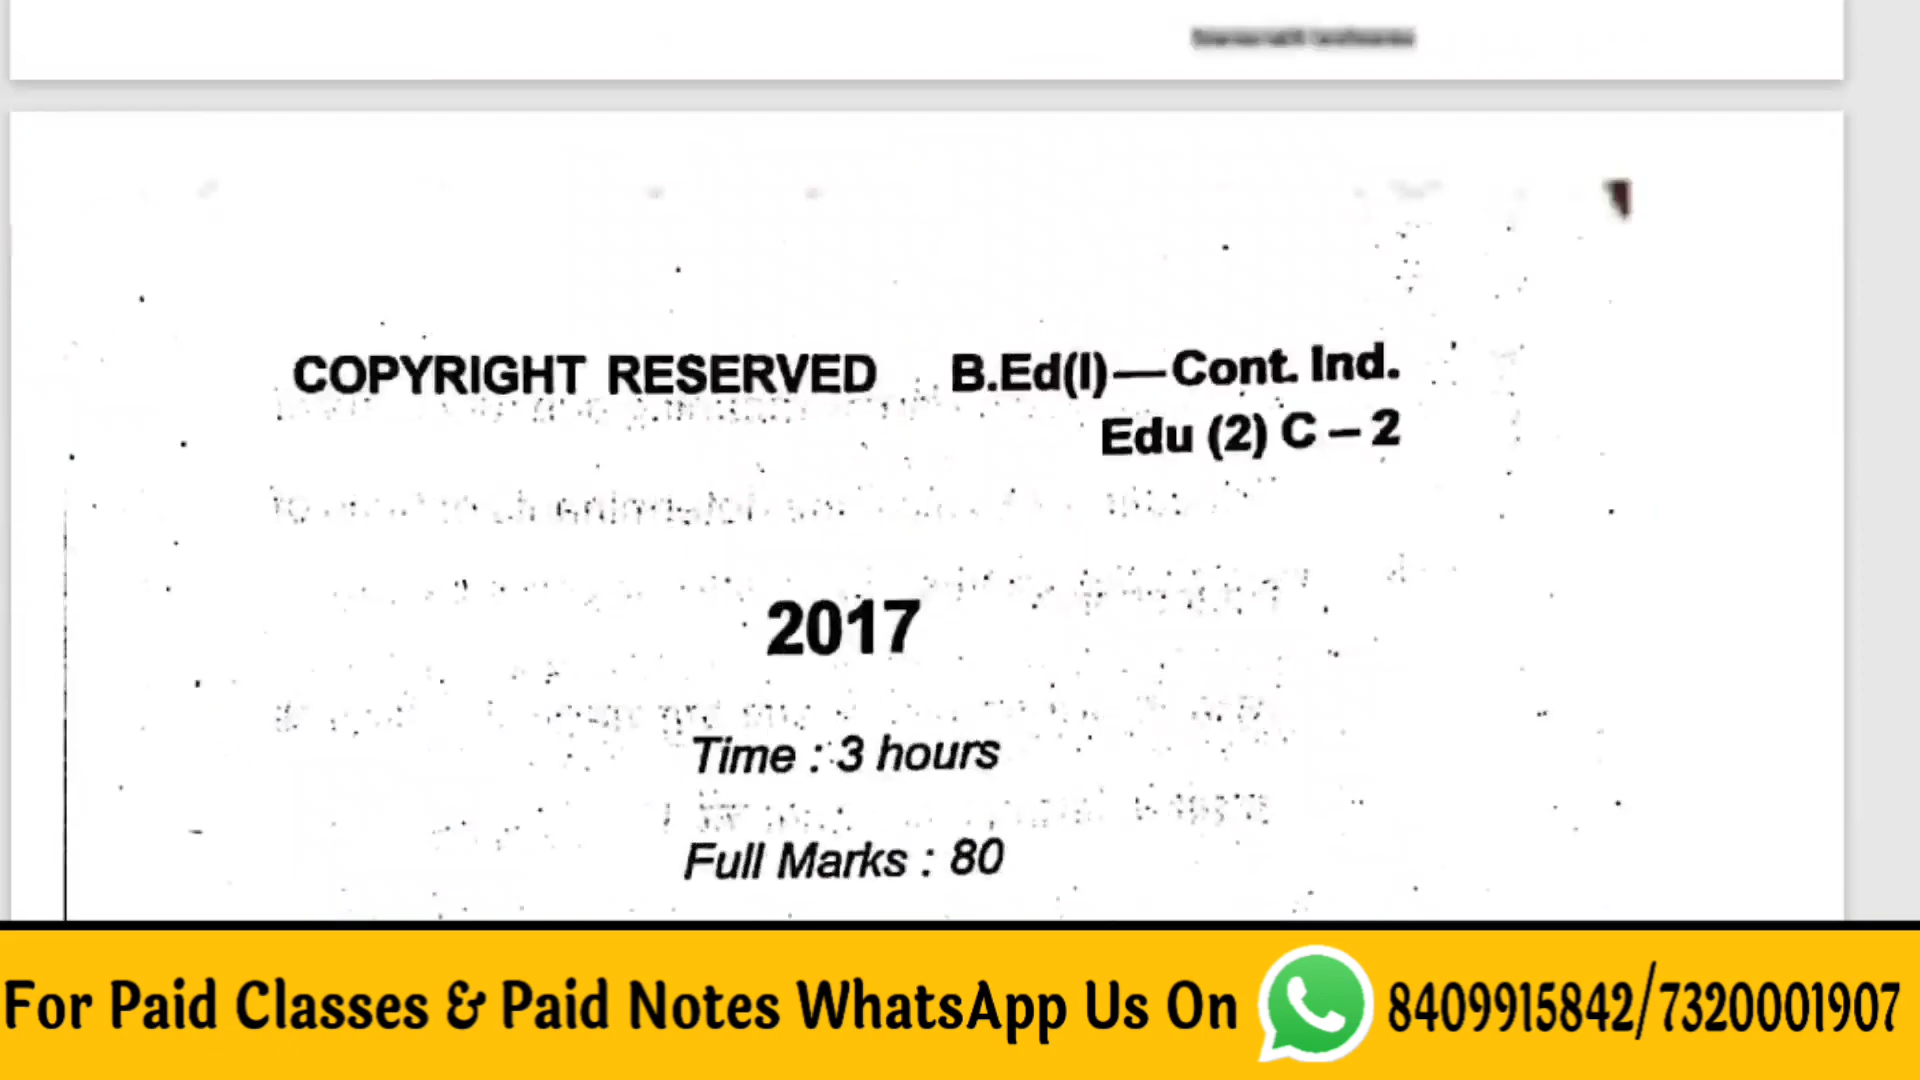 COPYRIGHT RESERVED B.Ed(I)—Cont. Ind.
Edu (2) C – 2
2017
Time : 3 hours
Full Marks : 80
For Paid Classes & Paid Notes WhatsApp Us On 8409915842/7320001907